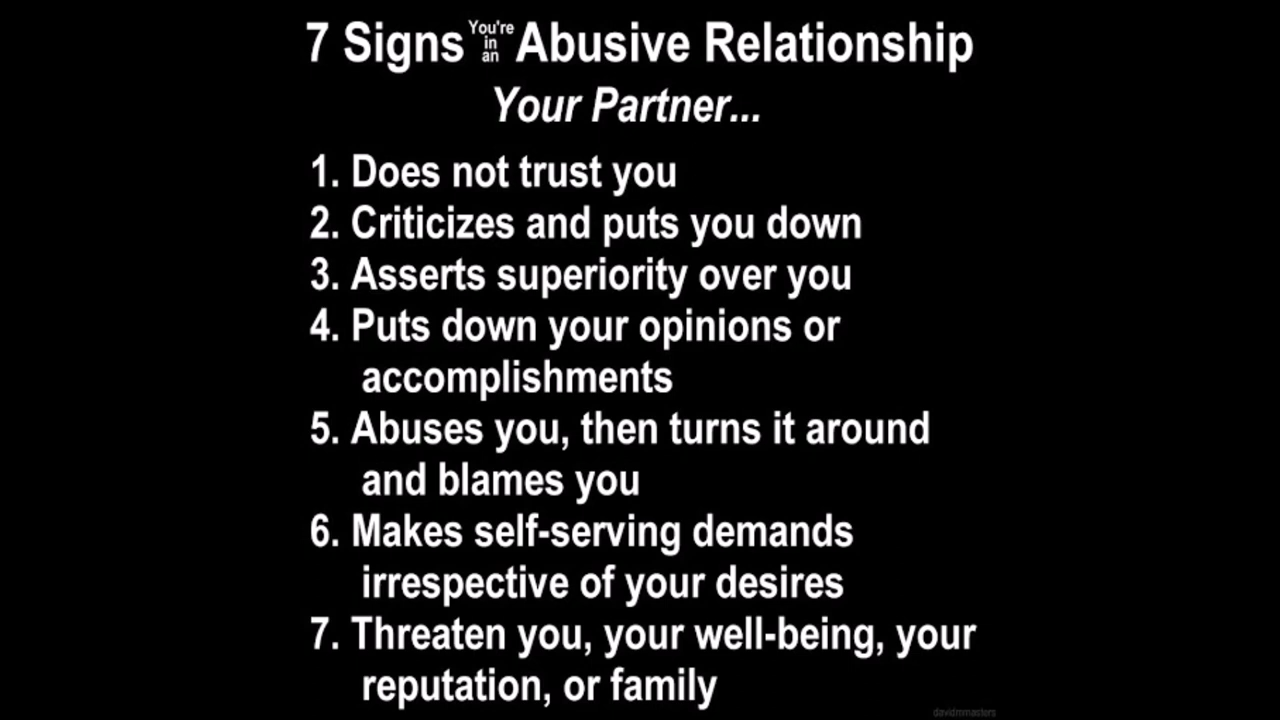 7 Signs You're in an Abusive Relationship
Your Partner...
1. Does not trust you
2. Criticizes and puts you down
3. Asserts superiority over you
4. Puts down your opinions or
accomplishments
5. Abuses you, then turns it around
and blames you
6. Makes self-serving demands
irrespective of your desires
7. Threaten you, your well-being, your
reputation, or family
davidmmasters